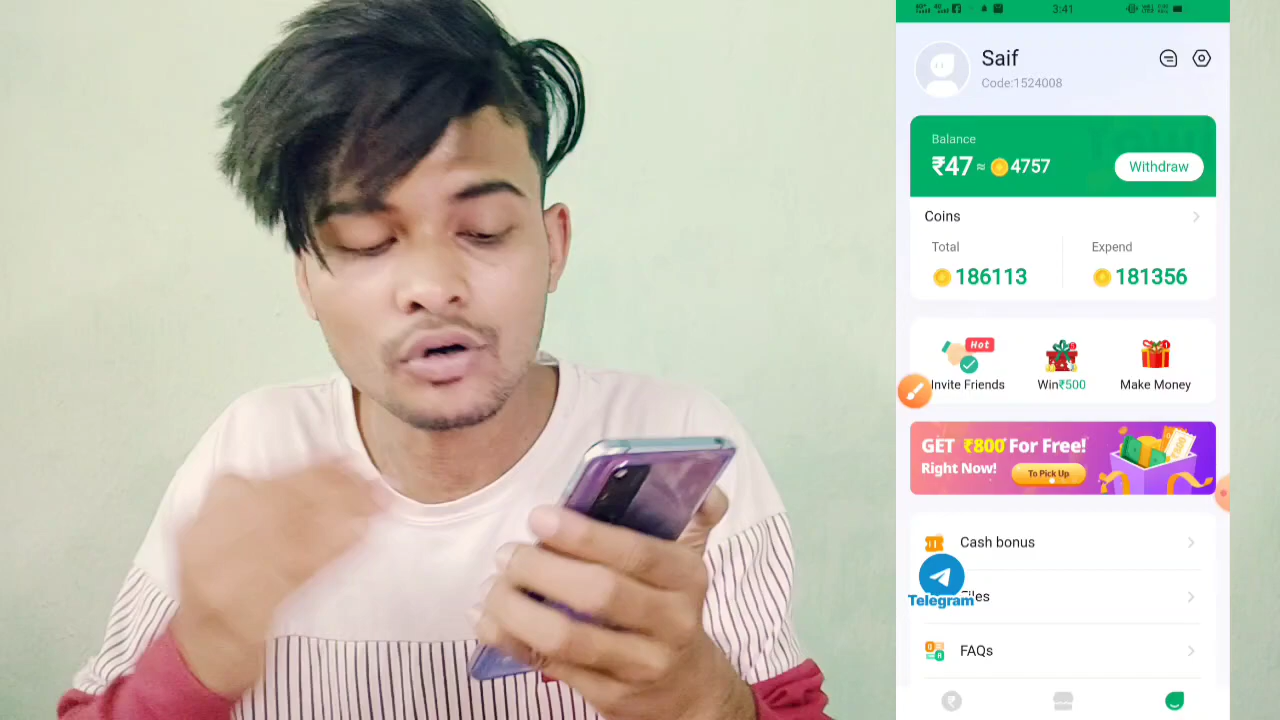 3:41
Saif
Code:1524008
Balance
₹47 ≈ 4757
Withdraw
Coins
Total
Expend
186113
181356
Hot
Invite Friends
Win₹500
Make Money
GET ₹800 For Free!
Right Now!
To Pick Up
Cash bonus
Telegram
FAQs